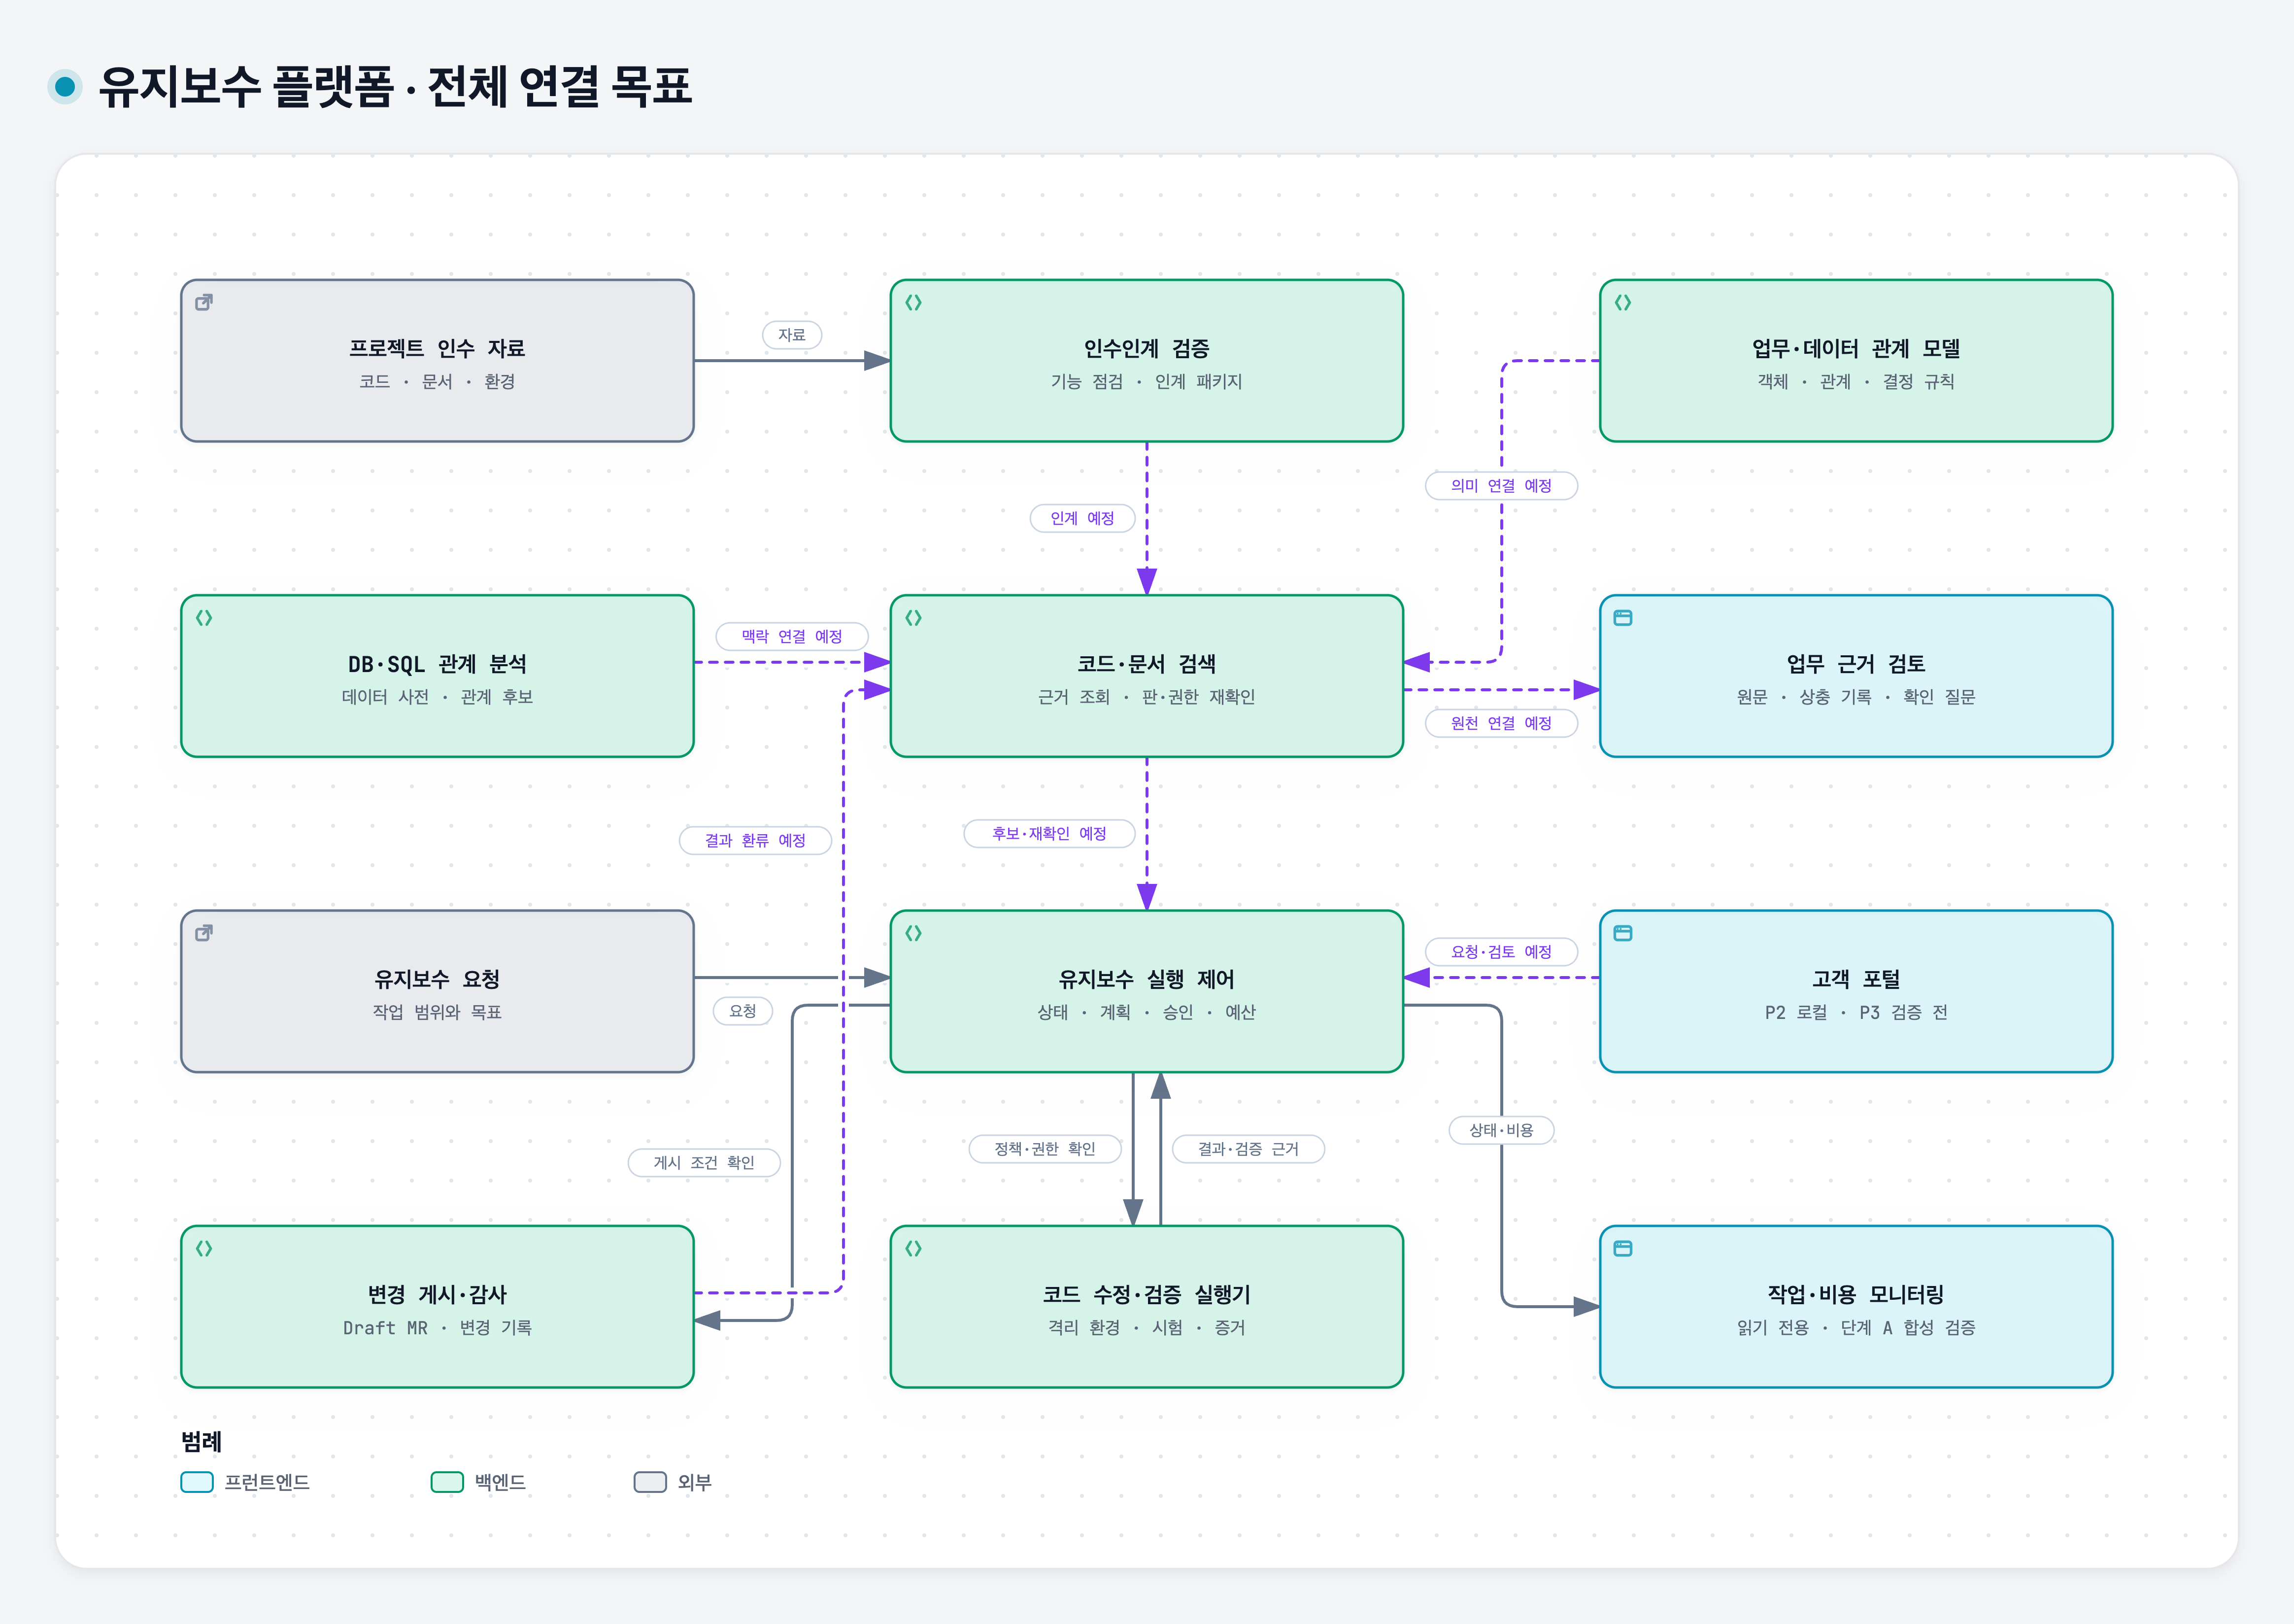 유지보수 플랫폼 · 전체 연결 목표
프로젝트 인수 자료
코드 · 문서 · 환경
자료
인수인계 검증
기능 점검 · 인계 패키지
업무·데이터 관계 모델
객체 · 관계 · 결정 규칙
의미 연결 예정
인계 예정
DB·SQL 관계 분석
데이터 사전 · 관계 후보
맥락 연결 예정
코드·문서 검색
근거 조회 · 판·권한 재확인
원천 연결 예정
업무 근거 검토
원문 · 상충 기록 · 확인 질문
결과 환류 예정
후보·재확인 예정
유지보수 요청
작업 범위와 목표
요청
유지보수 실행 제어
상태 · 계획 · 승인 · 예산
요청·검토 예정
고객 포털
P2 로컬 · P3 검증 전
게시 조건 확인
정책·권한 확인
결과·검증 근거
상태·비용
변경 게시·감사
Draft MR · 변경 기록
코드 수정·검증 실행기
격리 환경 · 시험 · 증거
작업·비용 모니터링
읽기 전용 · 단계 A 합성 검증
범례
프런트엔드
백엔드
외부